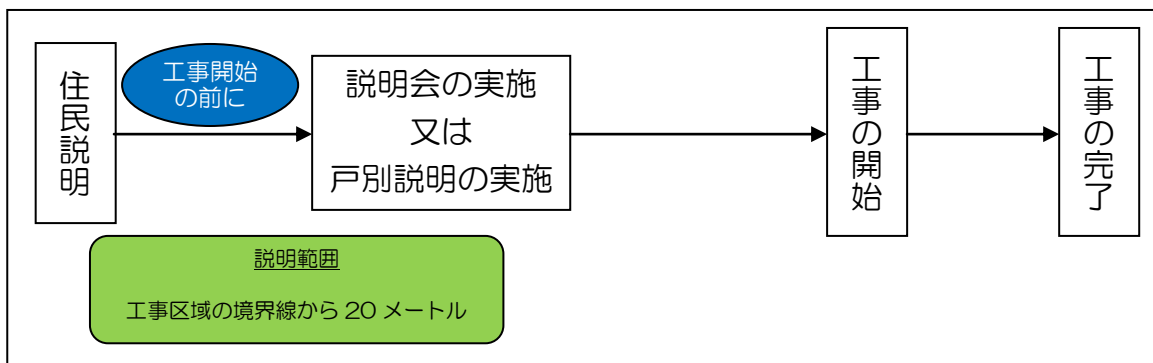 住民説明
工事開始
の前に
説明会の実施
又は
戸別説明の実施
工事の開始
工事の完了
説明範囲
工事区域の境界線から 20 メートル